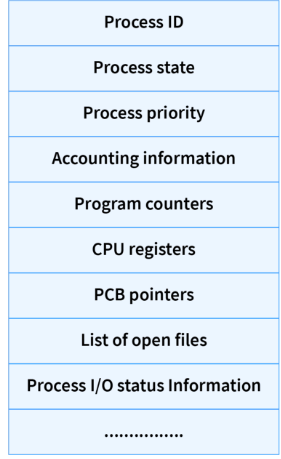 Process ID
Process state
Process priority
Accounting information
Program counters
CPU registers
PCB pointers
List of open files
Process I/O status Information
................